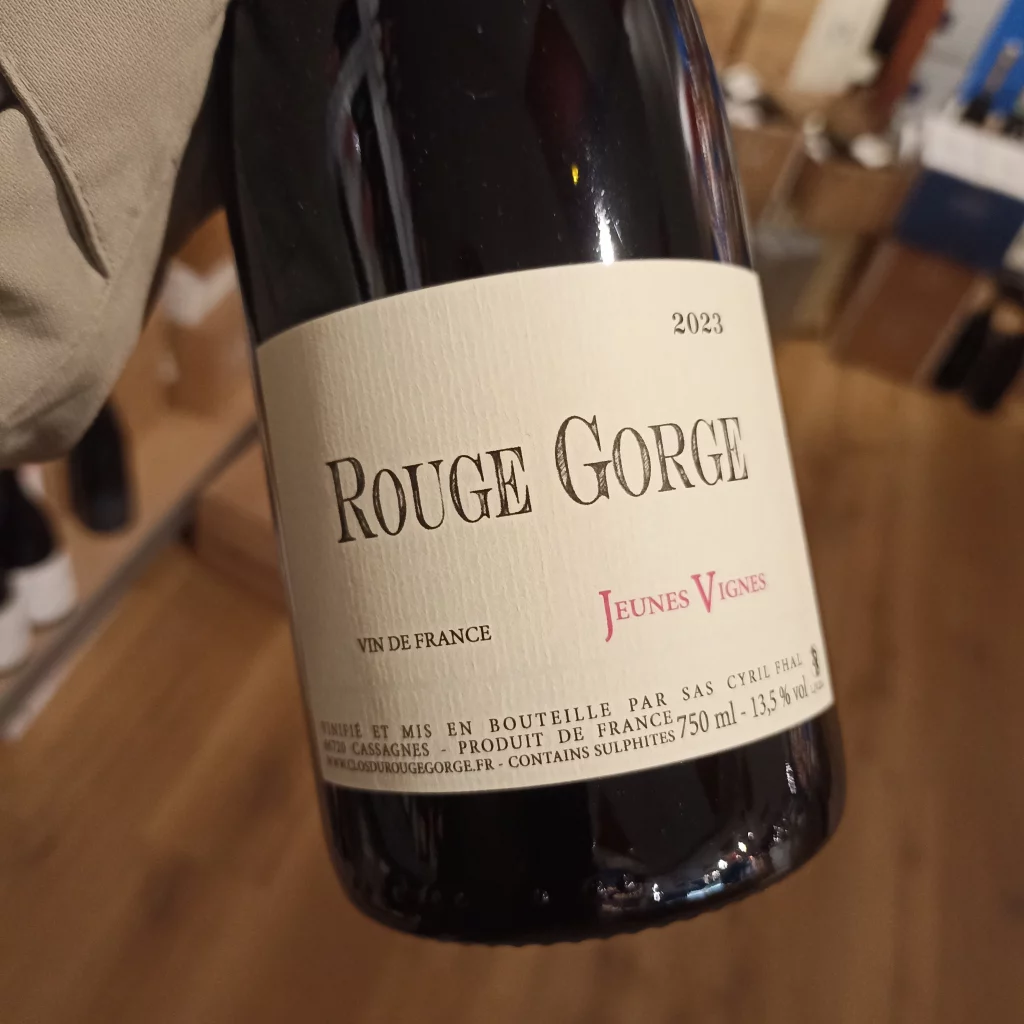 2023
ROUGE GORGE
JEUNES VIGNES
VIN DE FRANCE
VINIFIÉ ET MIS EN BOUTEILLE PAR SAS CYRIL FHAL
66720 CASSAGNES - PRODUIT DE FRANCE
WWW.CLOSDUROUGEGORGE.FR - CONTAINS SULPHITES
750 ml - 13,5 % vol